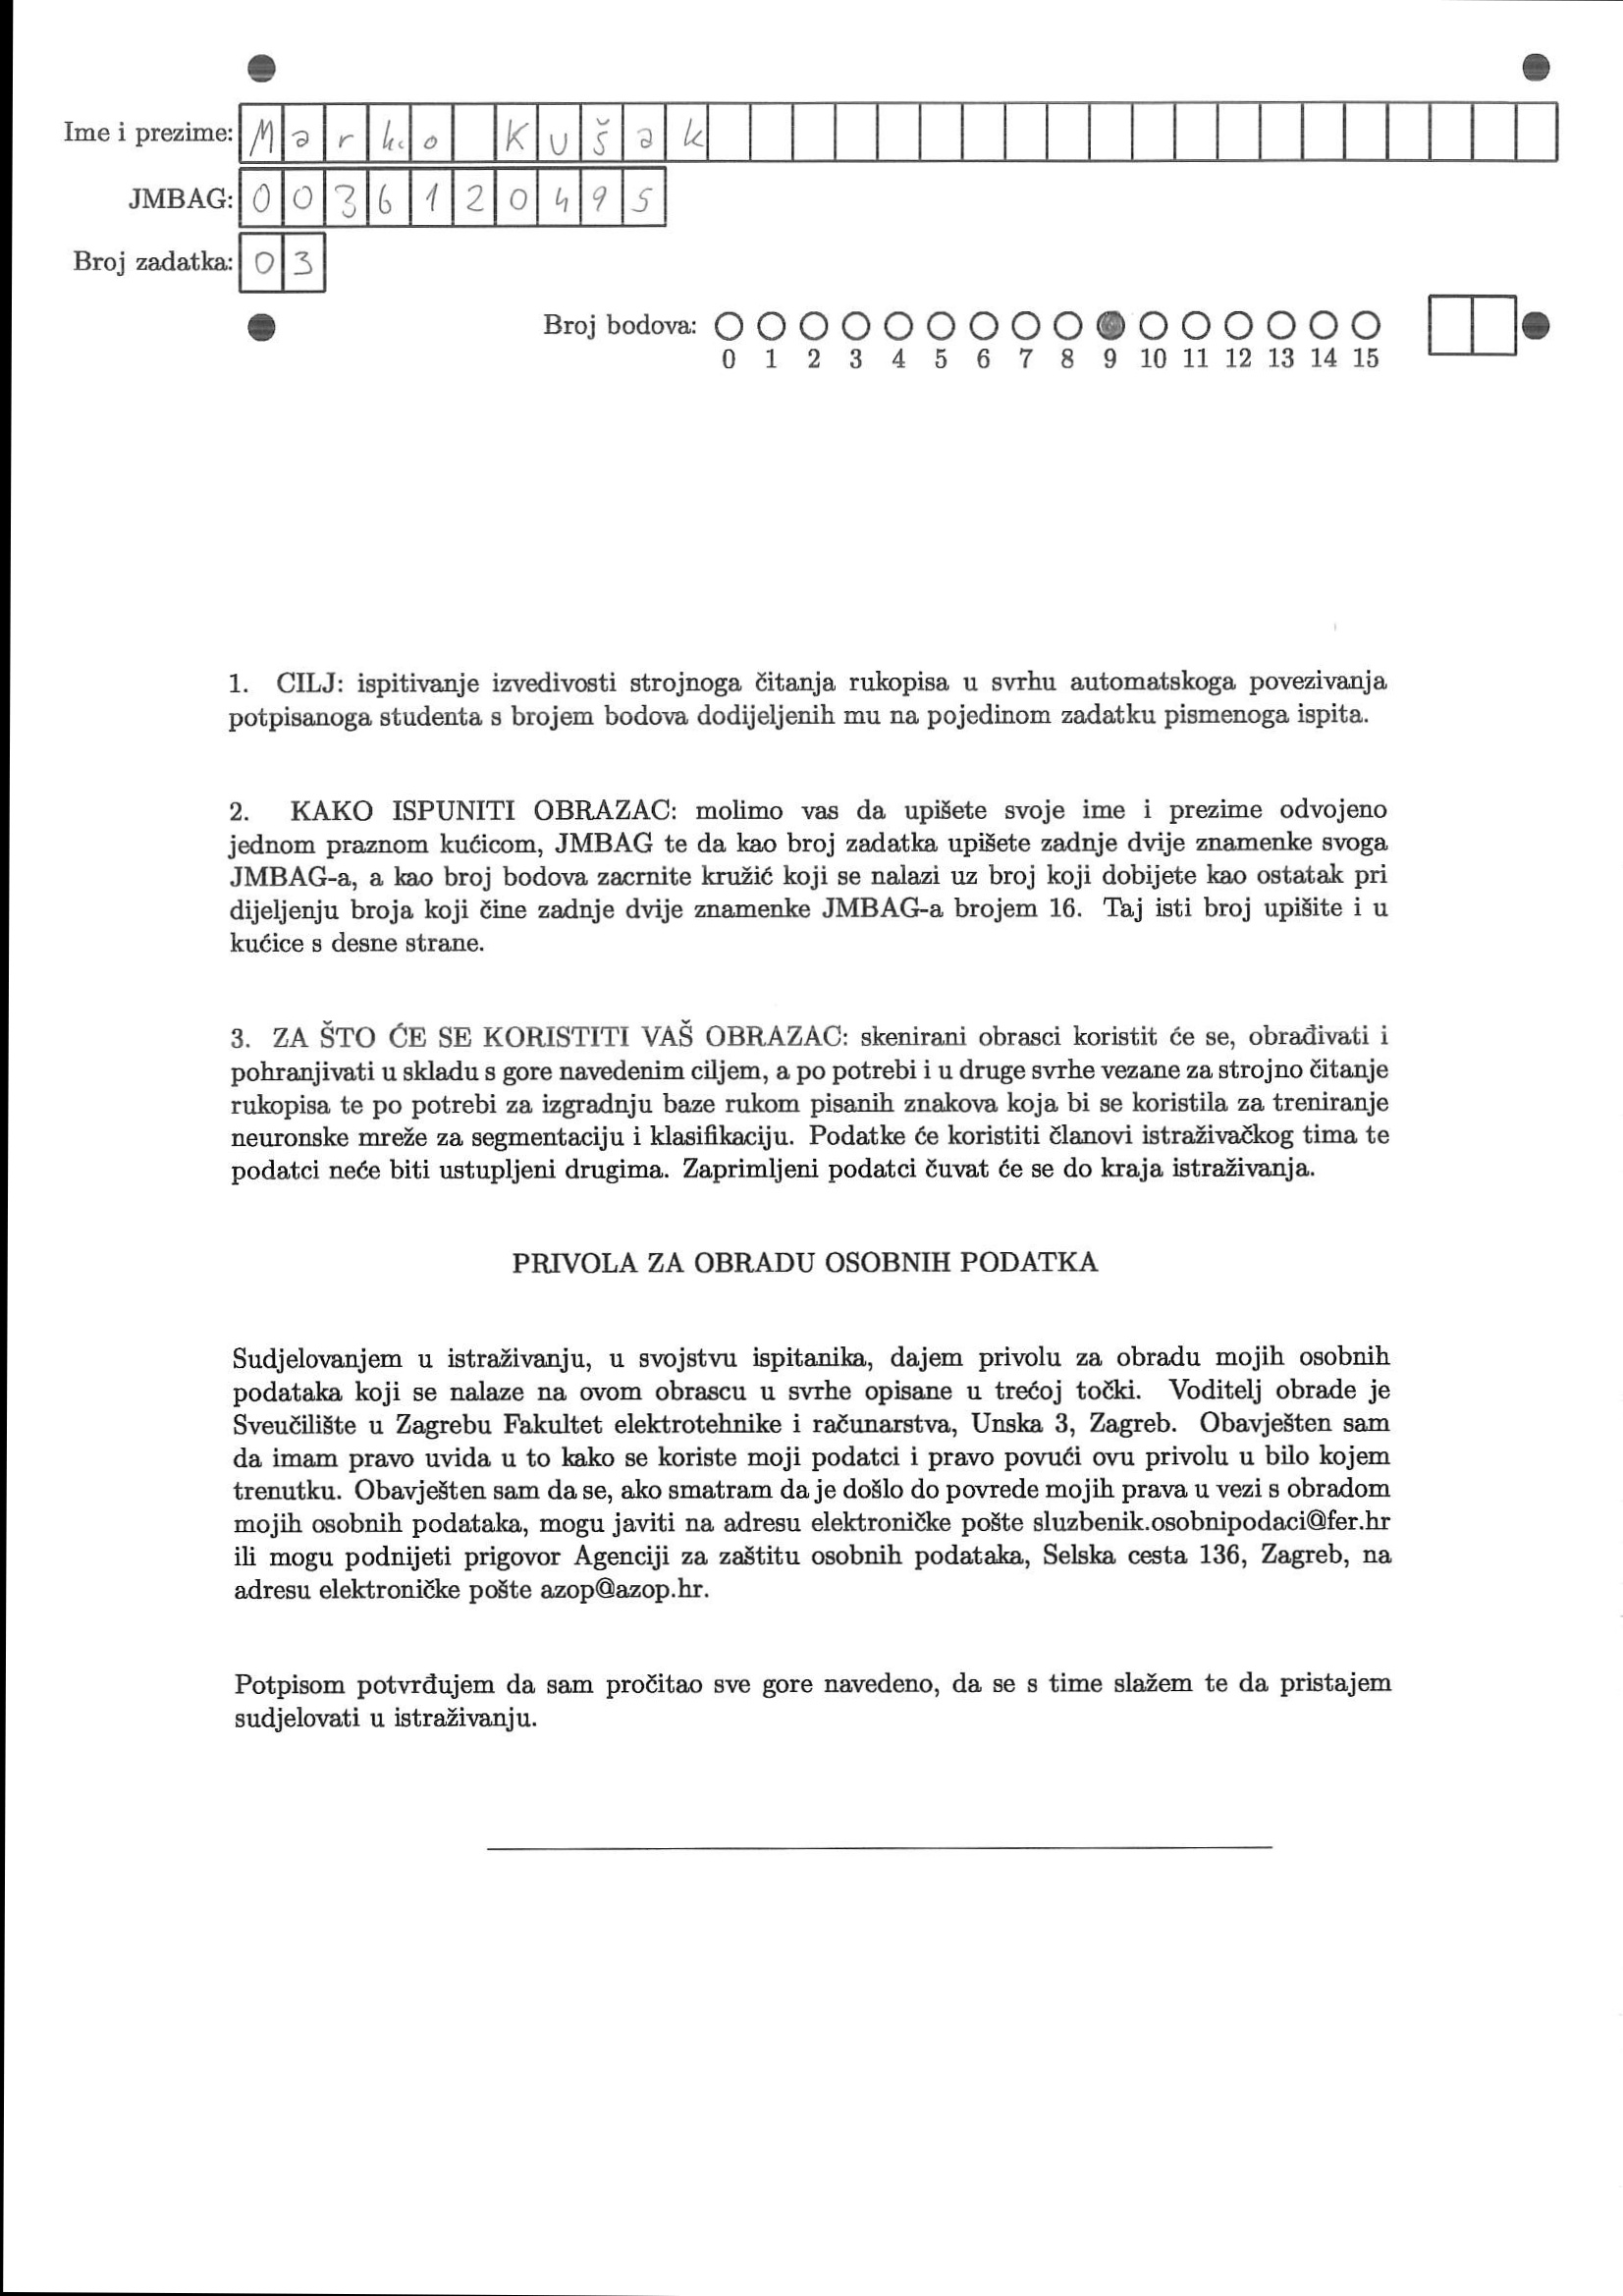 Ime i prezime: Marko Kušak
JMBAG: 0036120495
Broj zadatka: 03
Broj bodova:
0 1 2 3 4 5 6 7 8 9 10 11 12 13 14 15
1. CILJ: ispitivanje izvedivosti strojnoga čitanja rukopisa u svrhu automatskoga povezivanja
potpisanoga studenta s brojem bodova dodijeljenih mu na pojedinom zadatku pismenoga ispita.
2. KAKO ISPUNITI OBRAZAC: molimo vas da upišete svoje ime i prezime odvojeno
jednom praznom kućicom, JMBAG te da kao broj zadatka upišete zadnje dvije znamenke svoga
JMBAG-a, a kao broj bodova zacrnite kružić koji se nalazi uz broj koji dobijete kao ostatak pri
dijeljenju broja koji čine zadnje dvije znamenke JMBAG-a brojem 16. Taj isti broj upišite i u
kućice s desne strane.
3. ZA ŠTO ĆE SE KORISTITI VAŠ OBRAZAC: skenirani obrasci koristit će se, obrađivati i
pohranjivati u skladu s gore navedenim ciljem, a po potrebi i u druge svrhe vezane za strojno čitanje
rukopisa te po potrebi za izgradnju baze rukom pisanih znakova koja bi se koristila za treniranje
neuronske mreže za segmentaciju i klasifikaciju. Podatke će koristiti članovi istraživačkog tima te
podatci neće biti ustupljeni drugima. Zaprimljeni podatci čuvat će se do kraja istraživanja.
PRIVOLA ZA OBRADU OSOBNIH PODATKA
Sudjelovanjem u istraživanju, u svojstvu ispitanika, dajem privolu za obradu mojih osobnih
podataka koji se nalaze na ovom obrascu u svrhe opisane u trećoj točki. Voditelj obrade je
Sveučilište u Zagrebu Fakultet elektrotehnike i računarstva, Unska 3, Zagreb. Obavješten sam
da imam pravo uvida u to kako se koriste moji podatci i pravo povući ovu privolu u bilo kojem
trenutku. Obavješten sam da se, ako smatram da je došlo do povrede mojih prava u vezi s obradom
mojih osobnih podataka, mogu javiti na adresu elektroničke pošte sluzbenik.osobnipodaci@fer.hr
ili mogu podnijeti prigovor Agenciji za zaštitu osobnih podataka, Selska cesta 136, Zagreb, na
adresu elektroničke pošte azop@azop.hr.
Potpisom potvrđujem da sam pročitao sve gore navedeno, da se s time slažem te da pristajem
sudjelovati u istraživanju.